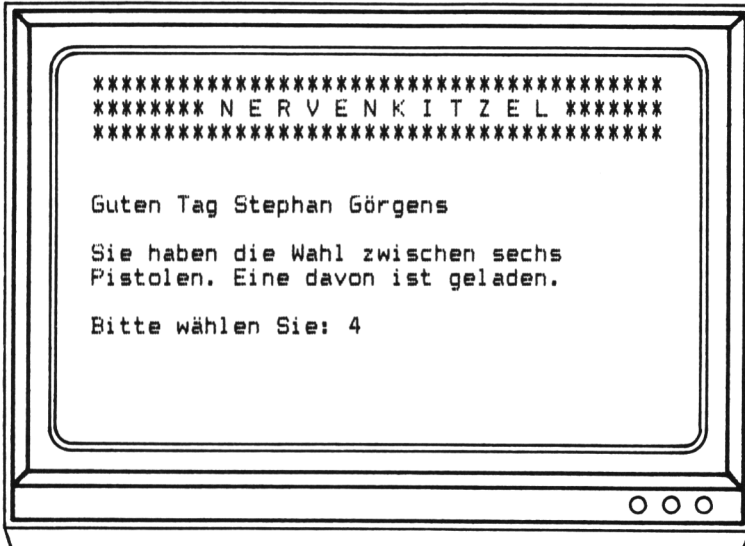 ****************************************
******** N E R V E N K I T Z E L *******
****************************************
Guten Tag Stephan Görgens
Sie haben die Wahl zwischen sechs
Pistolen. Eine davon ist geladen.
Bitte wählen Sie: 4